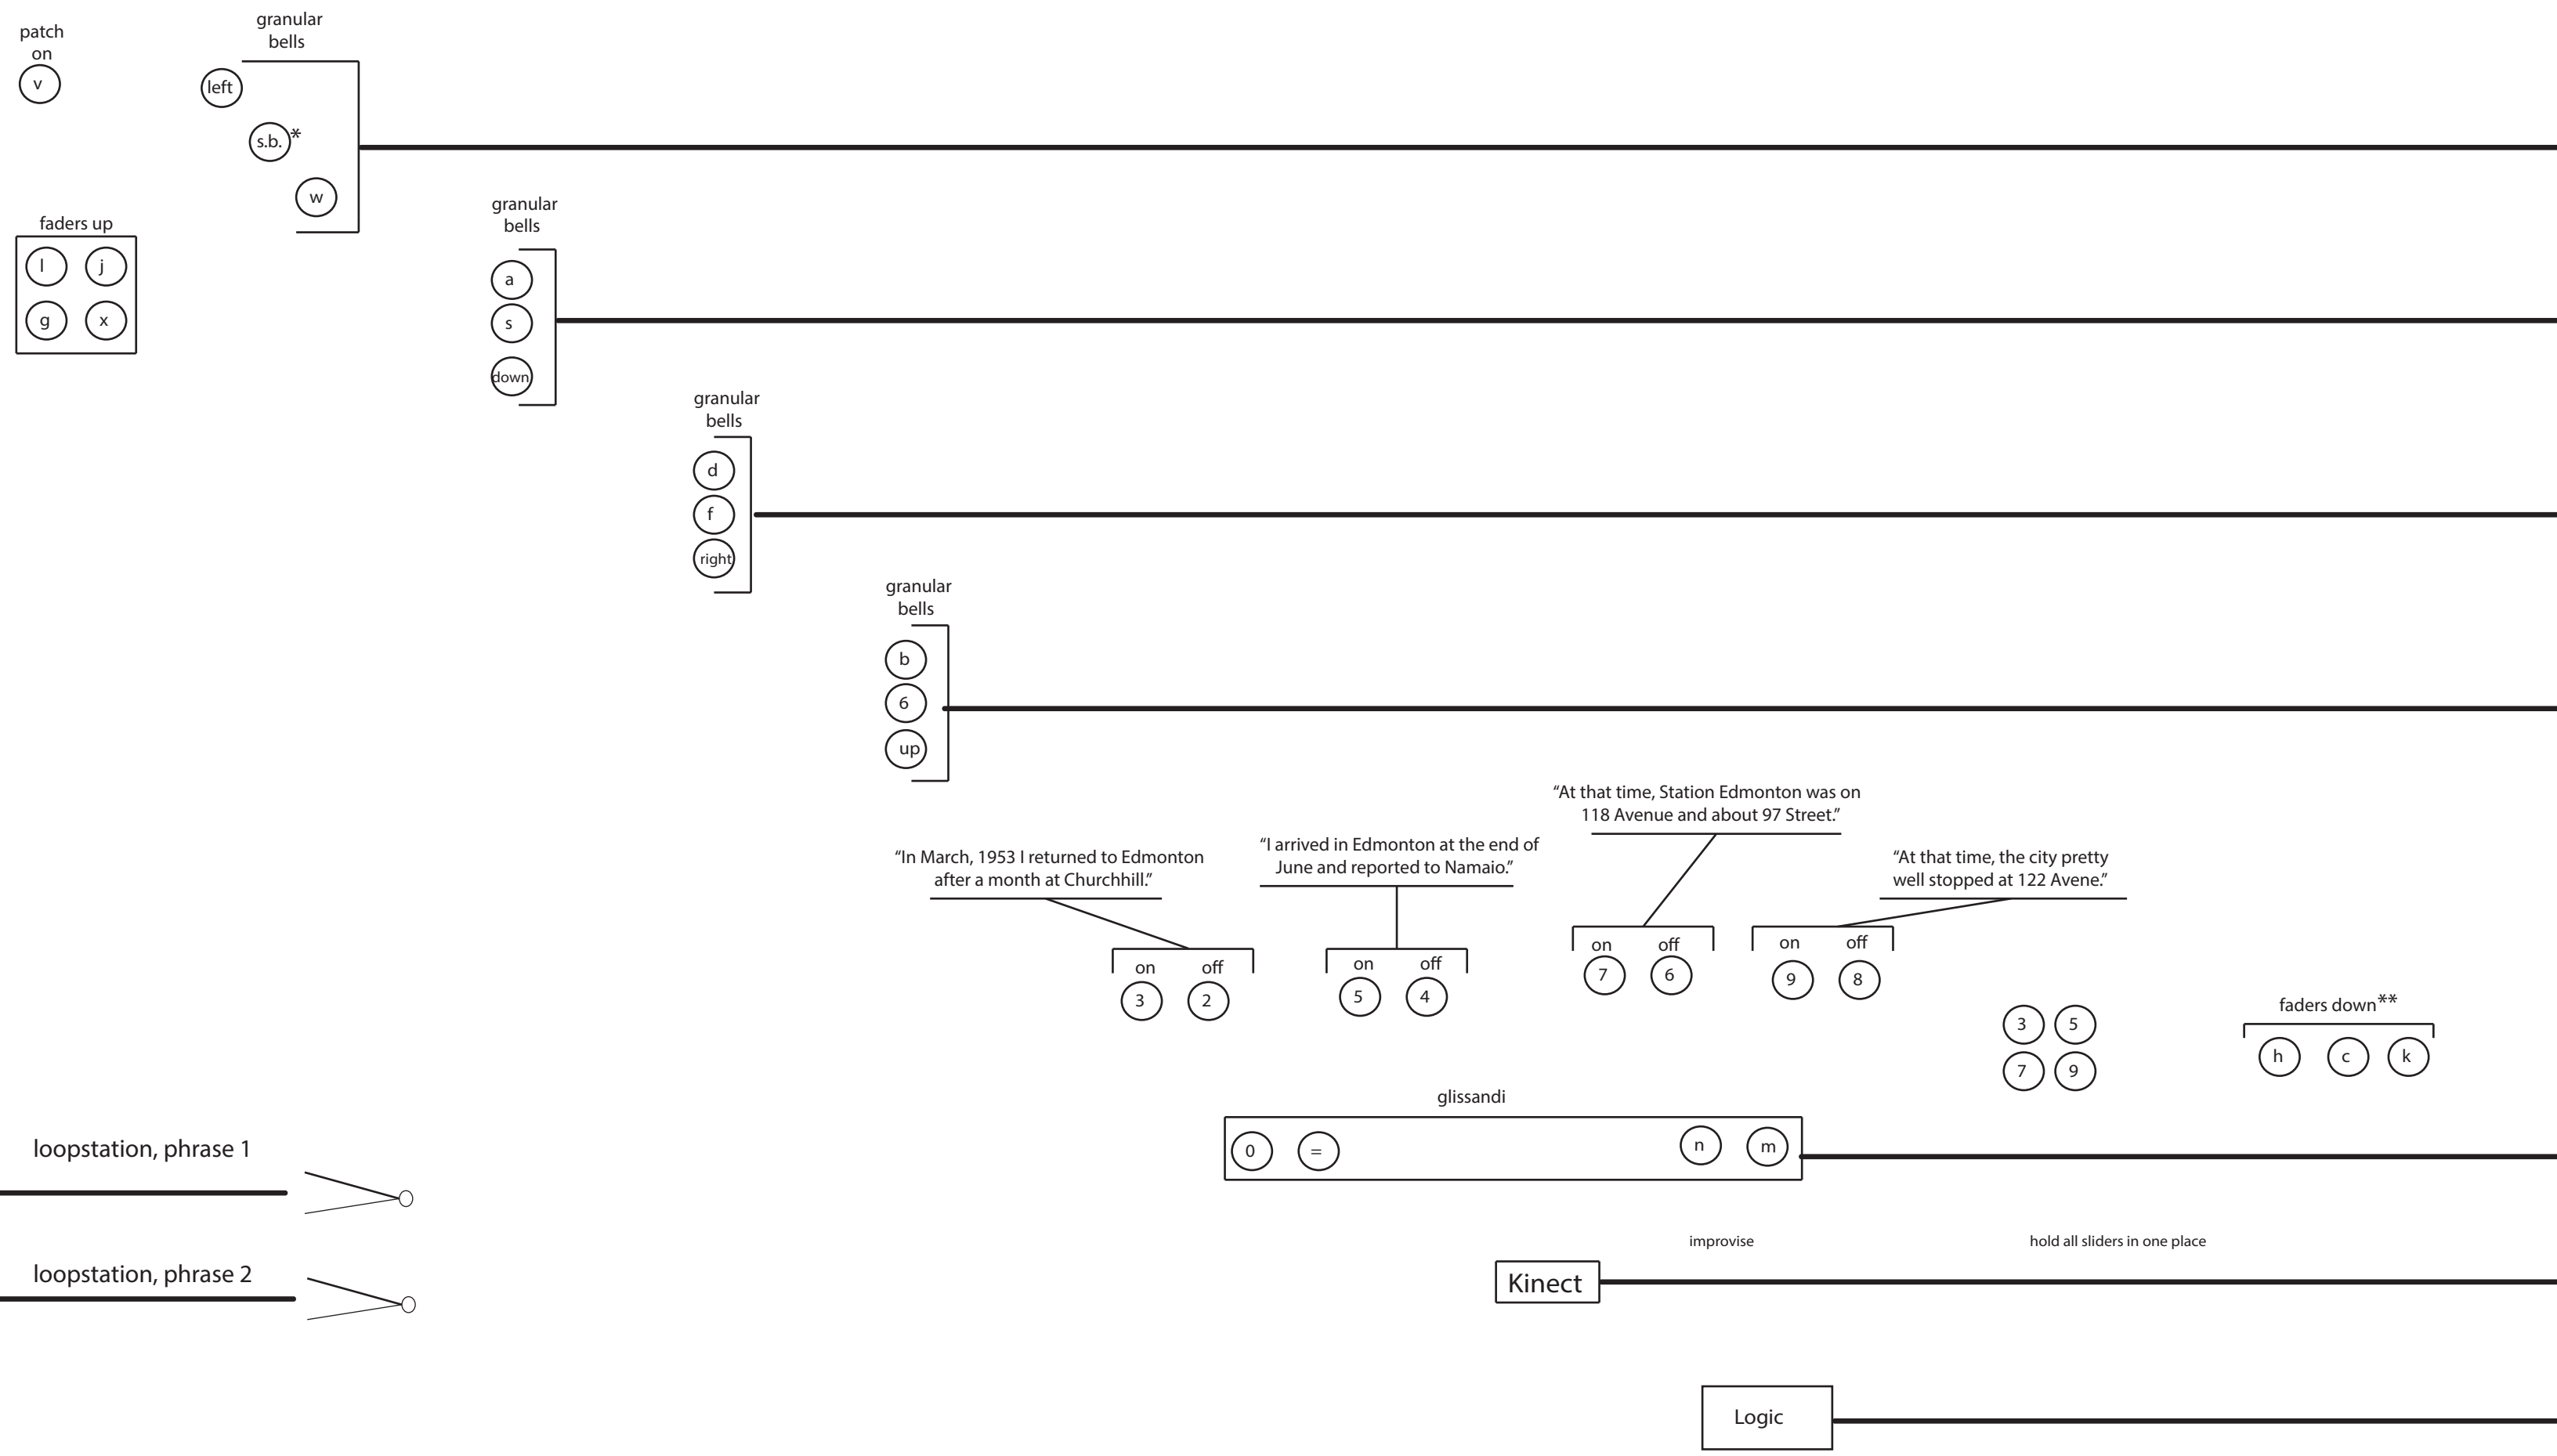 patch
on
v
granular
bells
left
s.b.*
w
faders up
l j
g x
granular
bells
a
s
down
granular
bells
d
f
right
granular
bells
b
6
up
“In March, 1953 I returned to Edmonton
after a month at Churchhill.”
on off
3 2
“I arrived in Edmonton at the end of
June and reported to Namaio.”
on off
5 4
“At that time, Station Edmonton was on
118 Avenue and about 97 Street.”
on off
7 6
“At that time, the city pretty
well stopped at 122 Avene.”
on off
9 8
3 5
7 9
faders down**
h c k
glissandi
0 = n m
loopstation, phrase 1
loopstation, phrase 2
improvise
hold all sliders in one place
Kinect
Logic